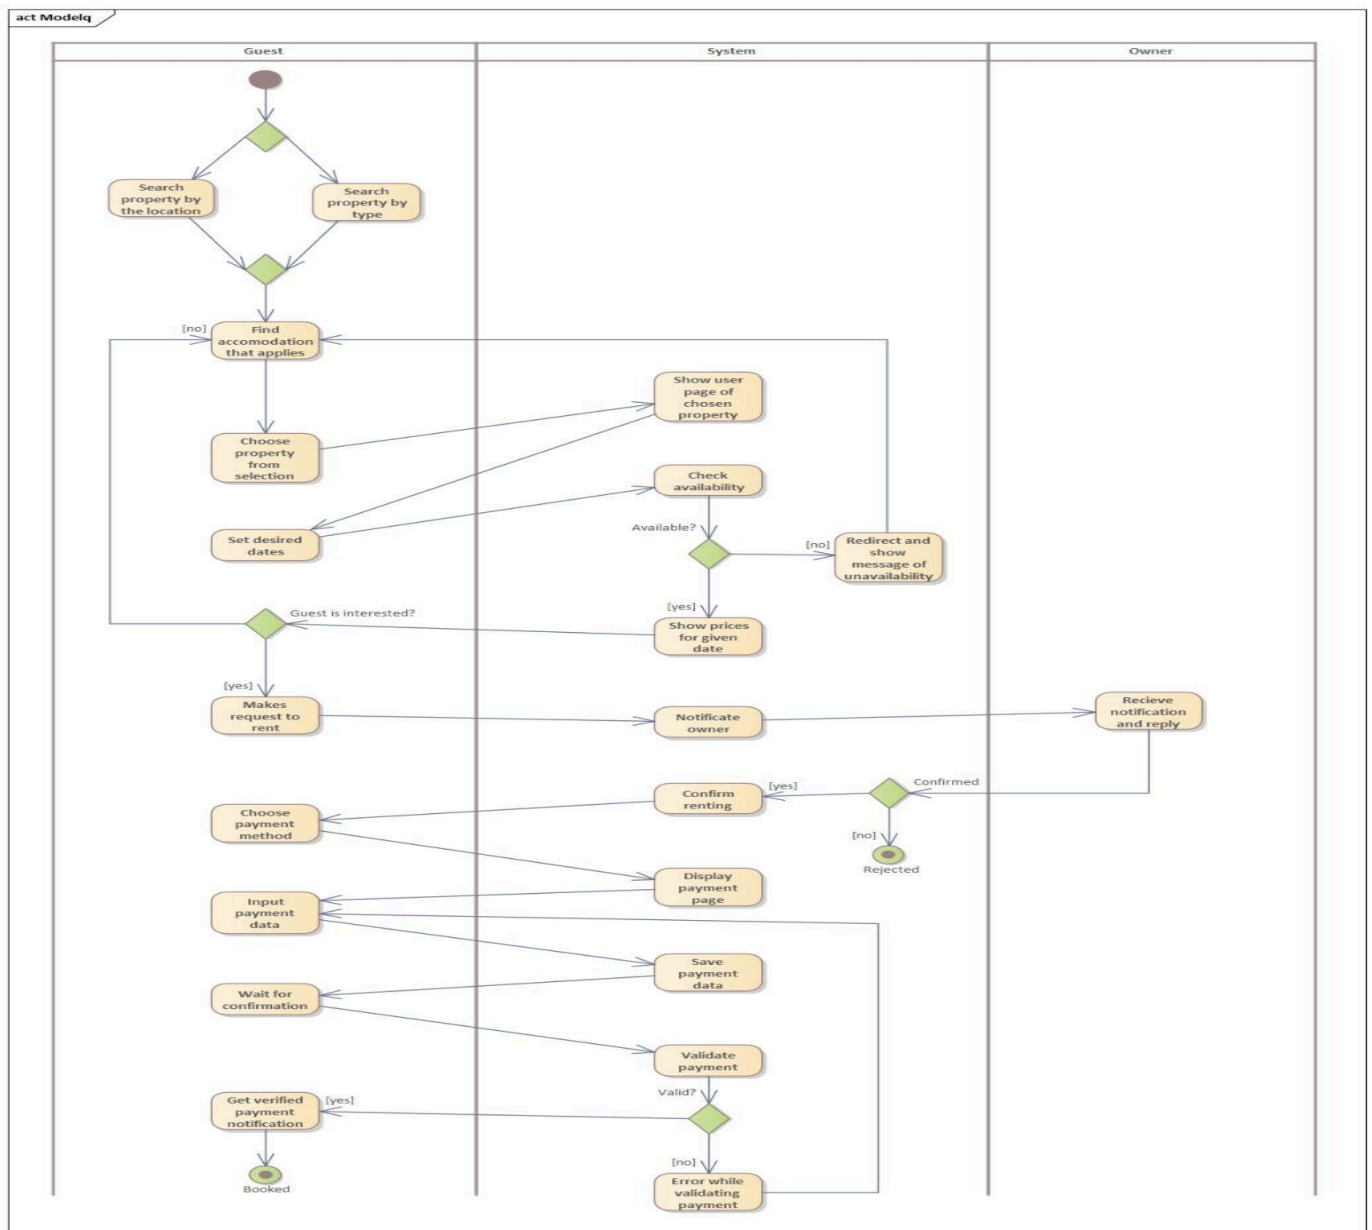 act Modelq
Guest
System
Owner
Search
property by
the location
Search
property by
type
[no]
Find
accomodation
that applies
Show user
page of
chosen
property
Choose
property
from
selection
Check
availability
Set desired
dates
Available?
[no]
Redirect and
show
message of
unavailability
Guest is interested?
[yes]
Show prices
for given
date
[yes]
Makes
request to
rent
Notificate
owner
Recieve
notification
and reply
Confirmed
[yes]
Confirm
renting
Choose
payment
method
[no]
Rejected
Display
payment
page
Input
payment
data
Save
payment
data
Wait for
confirmation
Validate
payment
Valid?
Get verified
payment
notification
[yes]
[no]
Booked
Error while
validating
payment